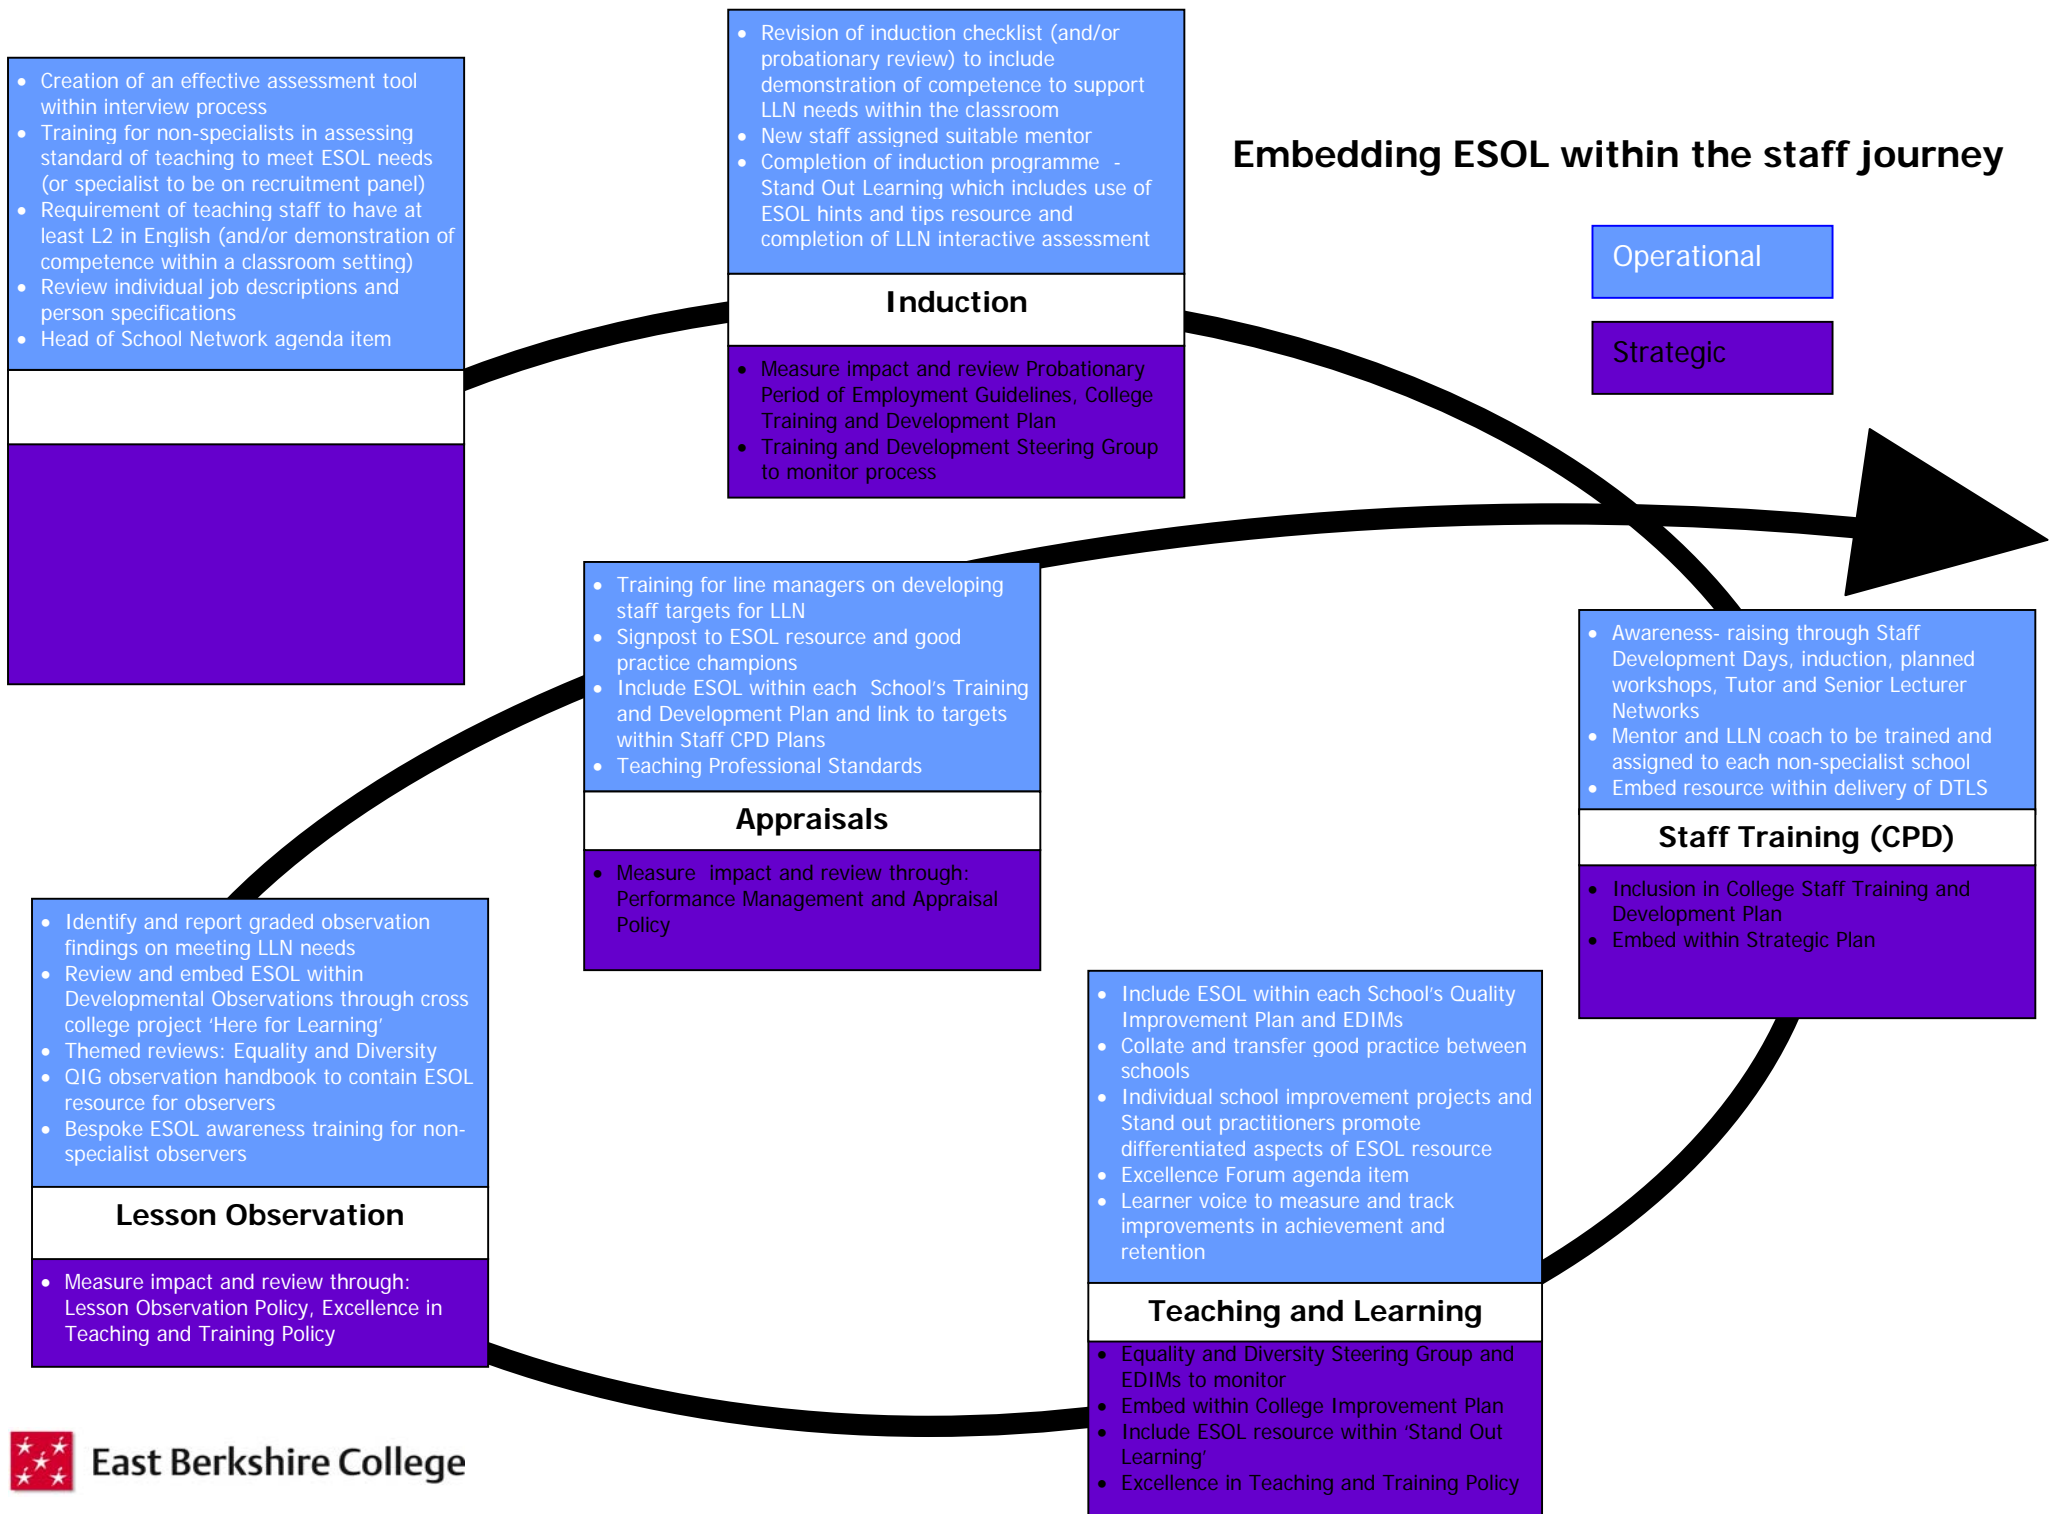 Embedding ESOL within the staff journey
Operational
Strategic
• Creation of an effective assessment tool
within interview process
• Training for non-specialists in assessing
standard of teaching to meet ESOL needs
(or specialist to be on recruitment panel)
• Requirement of teaching staff to have at
least L2 in English (and/or demonstration of
competence within a classroom setting)
• Review individual job descriptions and
person specifications
• Head of School Network agenda item
• Revision of induction checklist (and/or
probationary review) to include
demonstration of competence to support
LLN needs within the classroom
• New staff assigned suitable mentor
• Completion of induction programme -
Stand Out Learning which includes use of
ESOL hints and tips resource and
completion of LLN interactive assessment
Induction
• Measure impact and review Probationary
Period of Employment Guidelines, College
Training and Development Plan
• Training and Development Steering Group
to monitor process
• Awareness- raising through Staff
Development Days, induction, planned
workshops, Tutor and Senior Lecturer
Networks
• Mentor and LLN coach to be trained and
assigned to each non-specialist school
• Embed resource within delivery of DTLS
Staff Training (CPD)
• Inclusion in College Staff Training and
Development Plan
• Embed within Strategic Plan
• Include ESOL within each School's Quality
Improvement Plan and EDIMs
• Collate and transfer good practice between
schools
• Individual school improvement projects and
Stand out practitioners promote
differentiated aspects of ESOL resource
• Excellence Forum agenda item
• Learner voice to measure and track
improvements in achievement and
retention
Teaching and Learning
• Equality and Diversity Steering Group and
EDIMs to monitor
• Embed within College Improvement Plan
• Include ESOL resource within 'Stand Out
Learning'
• Excellence in Teaching and Training Policy
• Identify and report graded observation
findings on meeting LLN needs
• Review and embed ESOL within
Developmental Observations through cross
college project 'Here for Learning'
• Themed reviews: Equality and Diversity
• QIG observation handbook to contain ESOL
resource for observers
• Bespoke ESOL awareness training for non-
specialist observers
Lesson Observation
• Measure impact and review through:
Lesson Observation Policy, Excellence in
Teaching and Training Policy
• Training for line managers on developing
staff targets for LLN
• Signpost to ESOL resource and good
practice champions
• Include ESOL within each School's Training
and Development Plan and link to targets
within Staff CPD Plans
• Teaching Professional Standards
Appraisals
• Measure impact and review through:
Performance Management and Appraisal
Policy
East Berkshire College